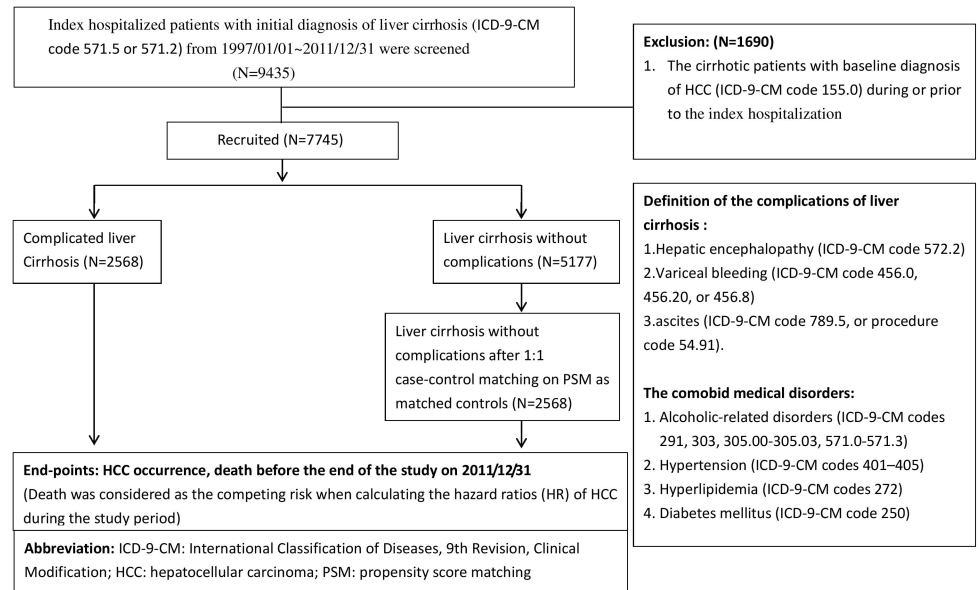 Index hospitalized patients with initial diagnosis of liver cirrhosis (ICD-9-CM
code 571.5 or 571.2) from 1997/01/01~2011/12/31 were screened
(N=9435)
Exclusion: (N=1690)
1. The cirrhotic patients with baseline diagnosis
of HCC (ICD-9-CM code 155.0) during or prior
to the index hospitalization
Recruited (N=7745)
Complicated liver
Cirrhosis (N=2568)
Liver cirrhosis without
complications (N=5177)
Liver cirrhosis without
complications after 1:1
case-control matching on PSM as
matched controls (N=2568)
Definition of the complications of liver
cirrhosis :
1.Hepatic encephalopathy (ICD-9-CM code 572.2)
2.Variceal bleeding (ICD-9-CM code 456.0,
456.20, or 456.8)
3.ascites (ICD-9-CM code 789.5, or procedure
code 54.91).
The comobid medical disorders:
1. Alcoholic-related disorders (ICD-9-CM codes
291, 303, 305.00-305.03, 571.0-571.3)
2. Hypertension (ICD-9-CM codes 401–405)
3. Hyperlipidemia (ICD-9-CM codes 272)
4. Diabetes mellitus (ICD-9-CM code 250)
End-points: HCC occurrence, death before the end of the study on 2011/12/31
(Death was considered as the competing risk when calculating the hazard ratios (HR) of HCC
during the study period)
Abbreviation: ICD-9-CM: International Classification of Diseases, 9th Revision, Clinical
Modification; HCC: hepatocellular carcinoma; PSM: propensity score matching